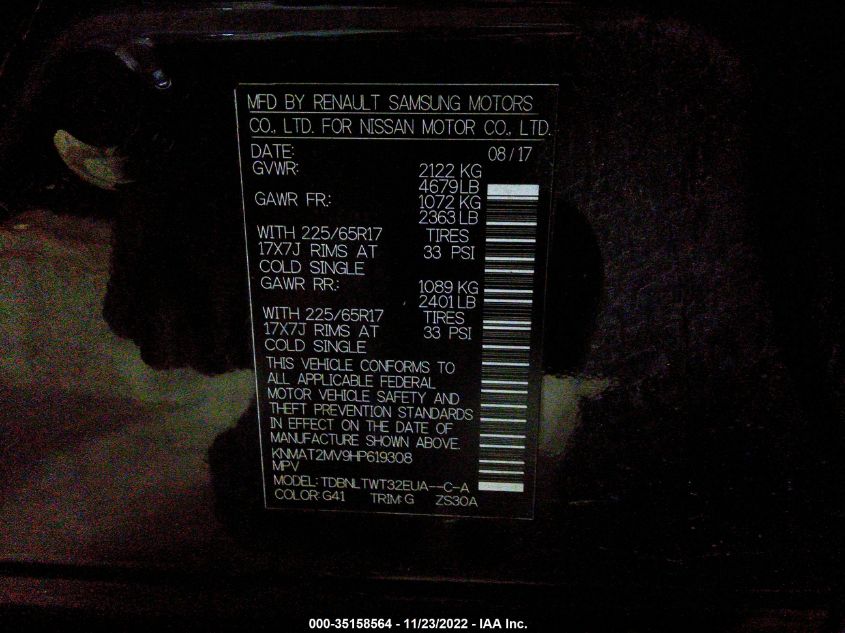 MFD BY RENAULT SAMSUNG MOTORS
CO., LTD. FOR NISSAN MOTOR CO., LTD.
DATE: 08/17
GVWR: 2122 KG
4679LB
GAWR FR.: 1072 KG
2363 LB
WITH 225/65R17 TIRES
17X7J RIMS AT 33 PSI
COLD SINGLE
GAWR RR.: 1089 KG
2401 LB
WITH 225/65R17 TIRES
17X7J RIMS AT 33 PSI
COLD SINGLE
THIS VEHICLE CONFORMS TO
ALL APPLICABLE FEDERAL
MOTOR VEHICLE SAFETY AND
THEFT PREVENTION STANDARDS
IN EFFECT ON THE DATE OF
MANUFACTURE SHOWN ABOVE.
KNMAT2MV9HP619308
MPV
MODEL: TDBNLTWT32EUA--C-A
COLOR: G41 TRIM: G ZS30A
000-35158564 - 11/23/2022 - IAA Inc.